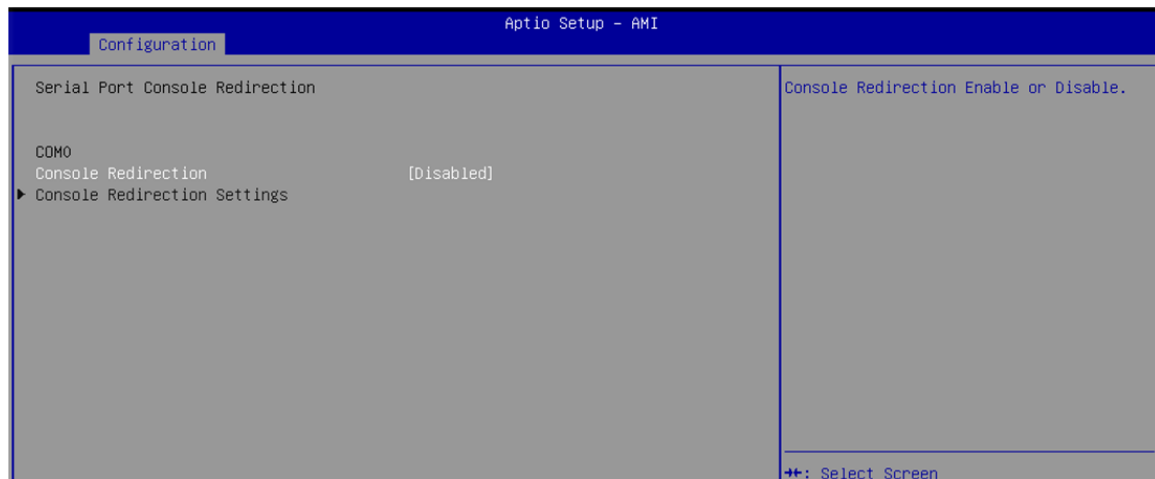 Aptio Setup – AMI
Configuration
Serial Port Console Redirection
Console Redirection Enable or Disable.
COM0
Console Redirection [Disabled]
▶ Console Redirection Settings
→←: Select Screen